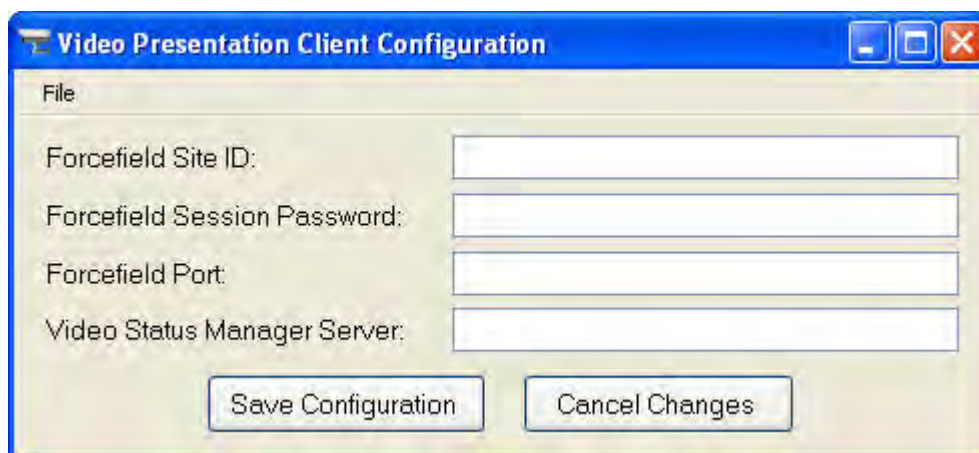 Video Presentation Client Configuration
File
Forcefield Site ID:
Forcefield Session Password:
Forcefield Port:
Video Status Manager Server:
Save Configuration Cancel Changes